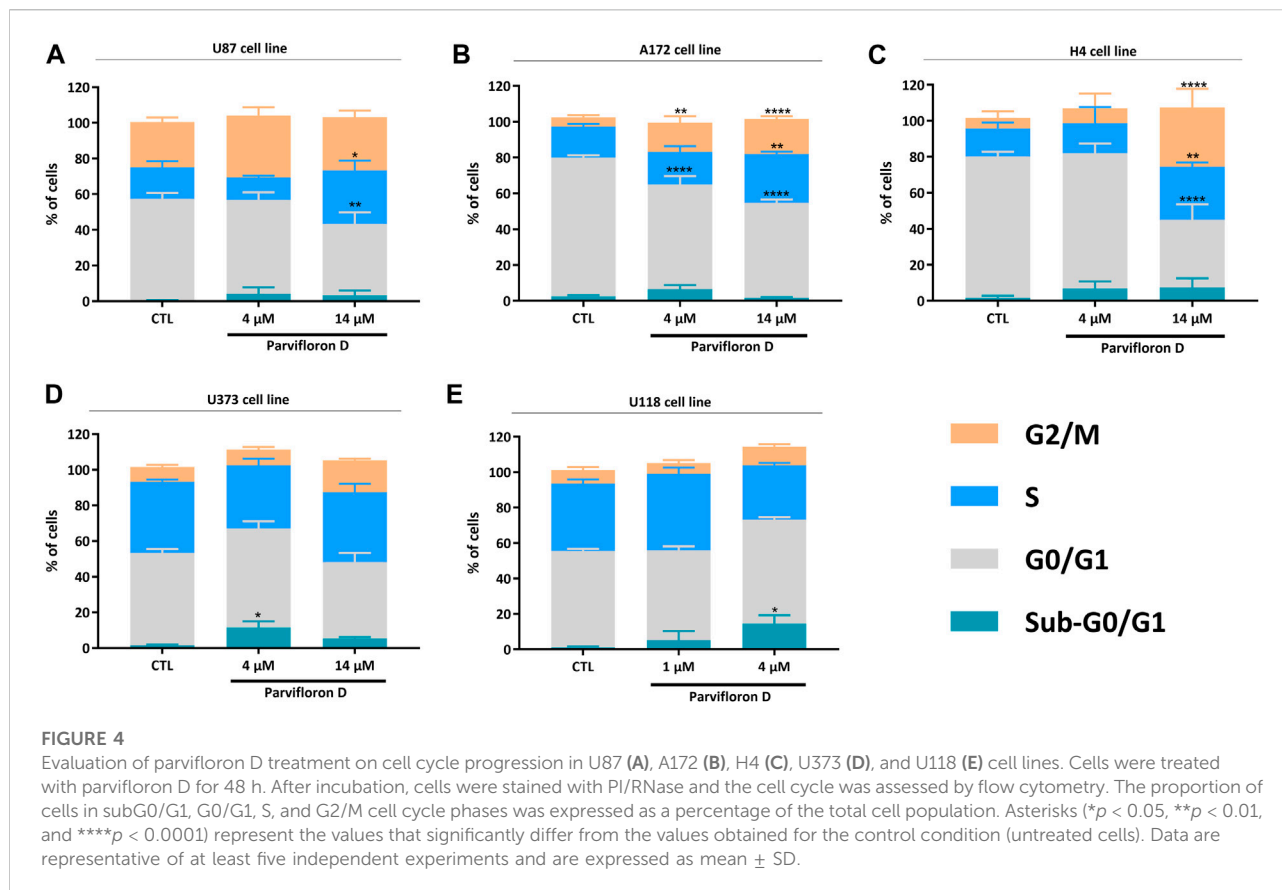 A
U87 cell line
% of cells
120
100
80
60
40
20
0
*
**
CTL
4 µM
14 µM
Parvifloron D
B
A172 cell line
% of cells
120
100
80
60
40
20
0
**
****
****
**
****
CTL
4 µM
14 µM
Parvifloron D
C
H4 cell line
% of cells
120
100
80
60
40
20
0
****
**
****
CTL
4 µM
14 µM
Parvifloron D
D
U373 cell line
% of cells
120
100
80
60
40
20
0
*
CTL
4 µM
14 µM
Parvifloron D
E
U118 cell line
% of cells
120
100
80
60
40
20
0
*
CTL
1 µM
4 µM
Parvifloron D
G2/M
S
G0/G1
Sub-G0/G1
FIGURE 4
Evaluation of parvifloron D treatment on cell cycle progression in U87 (A), A172 (B), H4 (C), U373 (D), and U118 (E) cell lines. Cells were treated
with parvifloron D for 48 h. After incubation, cells were stained with PI/RNase and the cell cycle was assessed by flow cytometry. The proportion of
cells in subG0/G1, G0/G1, S, and G2/M cell cycle phases was expressed as a percentage of the total cell population. Asterisks (*p < 0.05, **p < 0.01,
and ****p < 0.0001) represent the values that significantly differ from the values obtained for the control condition (untreated cells). Data are
representative of at least five independent experiments and are expressed as mean ± SD.